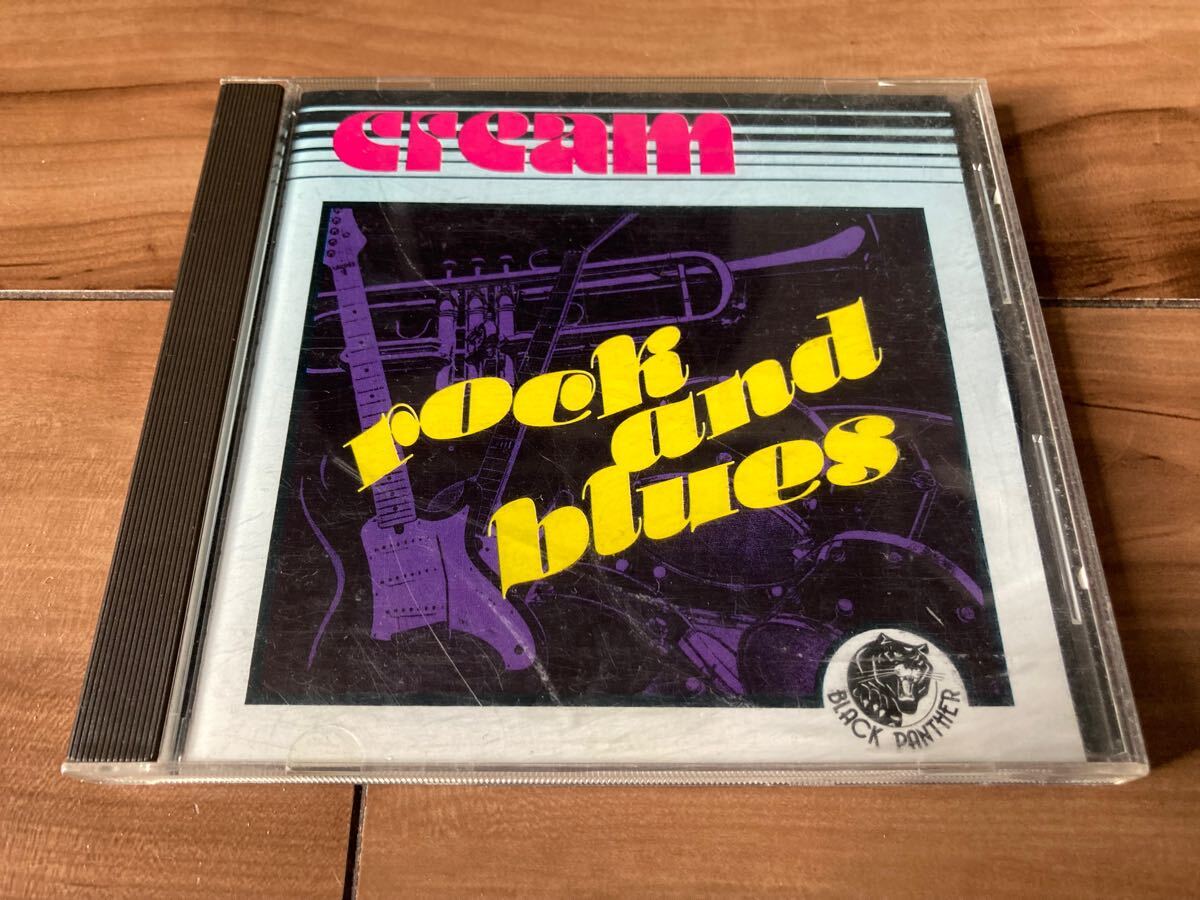 cream
rock
and
blues
BLACK PANTHER